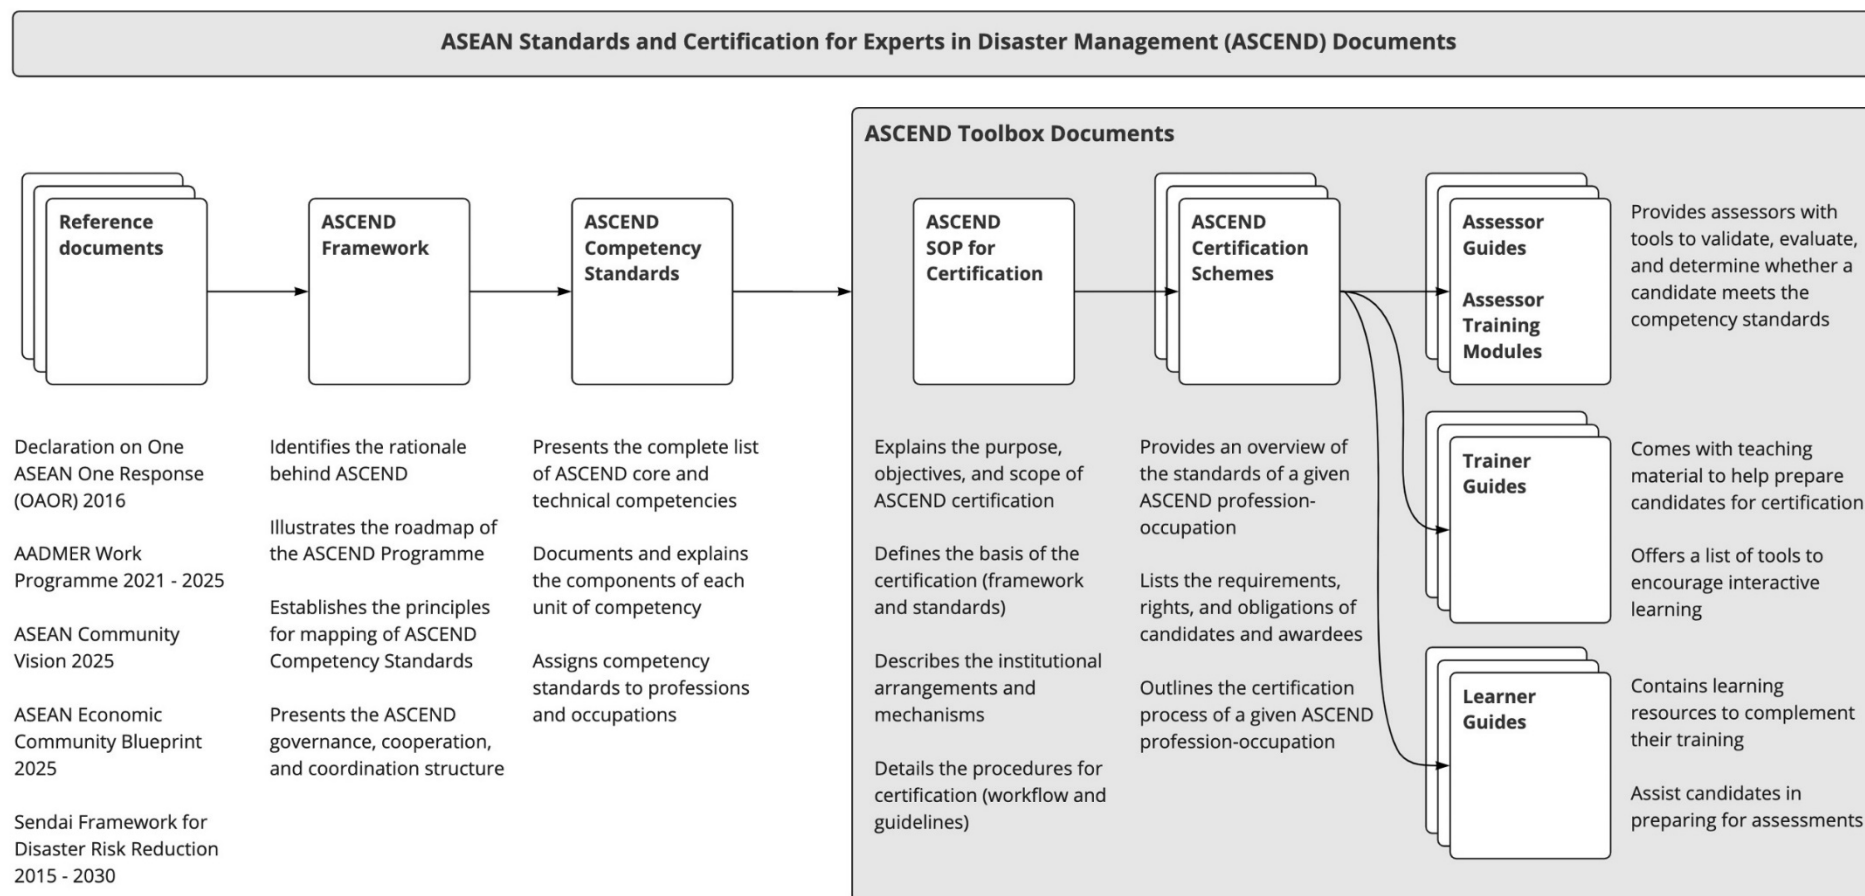 ASEAN Standards and Certification for Experts in Disaster Management (ASCEND) Documents
ASCEND Toolbox Documents
Reference
documents
ASCEND
Framework
ASCEND
Competency
Standards
ASCEND
SOP for
Certification
ASCEND
Certification
Schemes
Assessor
Guides
Assessor
Training
Modules
Provides assessors with
tools to validate, evaluate,
and determine whether a
candidate meets the
competency standards
Trainer
Guides
Comes with teaching
material to help prepare
candidates for certification
Offers a list of tools to
encourage interactive
learning
Learner
Guides
Contains learning
resources to complement
their training
Assist candidates in
preparing for assessments
Declaration on One
ASEAN One Response
(OAOR) 2016
AADMER Work
Programme 2021 - 2025
ASEAN Community
Vision 2025
ASEAN Economic
Community Blueprint
2025
Sendai Framework for
Disaster Risk Reduction
2015 - 2030
Identifies the rationale
behind ASCEND
Illustrates the roadmap of
the ASCEND Programme
Establishes the principles
for mapping of ASCEND
Competency Standards
Presents the ASCEND
governance, cooperation,
and coordination structure
Presents the complete list
of ASCEND core and
technical competencies
Documents and explains
the components of each
unit of competency
Assigns competency
standards to professions
and occupations
Explains the purpose,
objectives, and scope of
ASCEND certification
Defines the basis of the
certification (framework
and standards)
Describes the institutional
arrangements and
mechanisms
Details the procedures for
certification (workflow and
guidelines)
Provides an overview of
the standards of a given
ASCEND profession-
occupation
Lists the requirements,
rights, and obligations of
candidates and awardees
Outlines the certification
process of a given ASCEND
profession-occupation